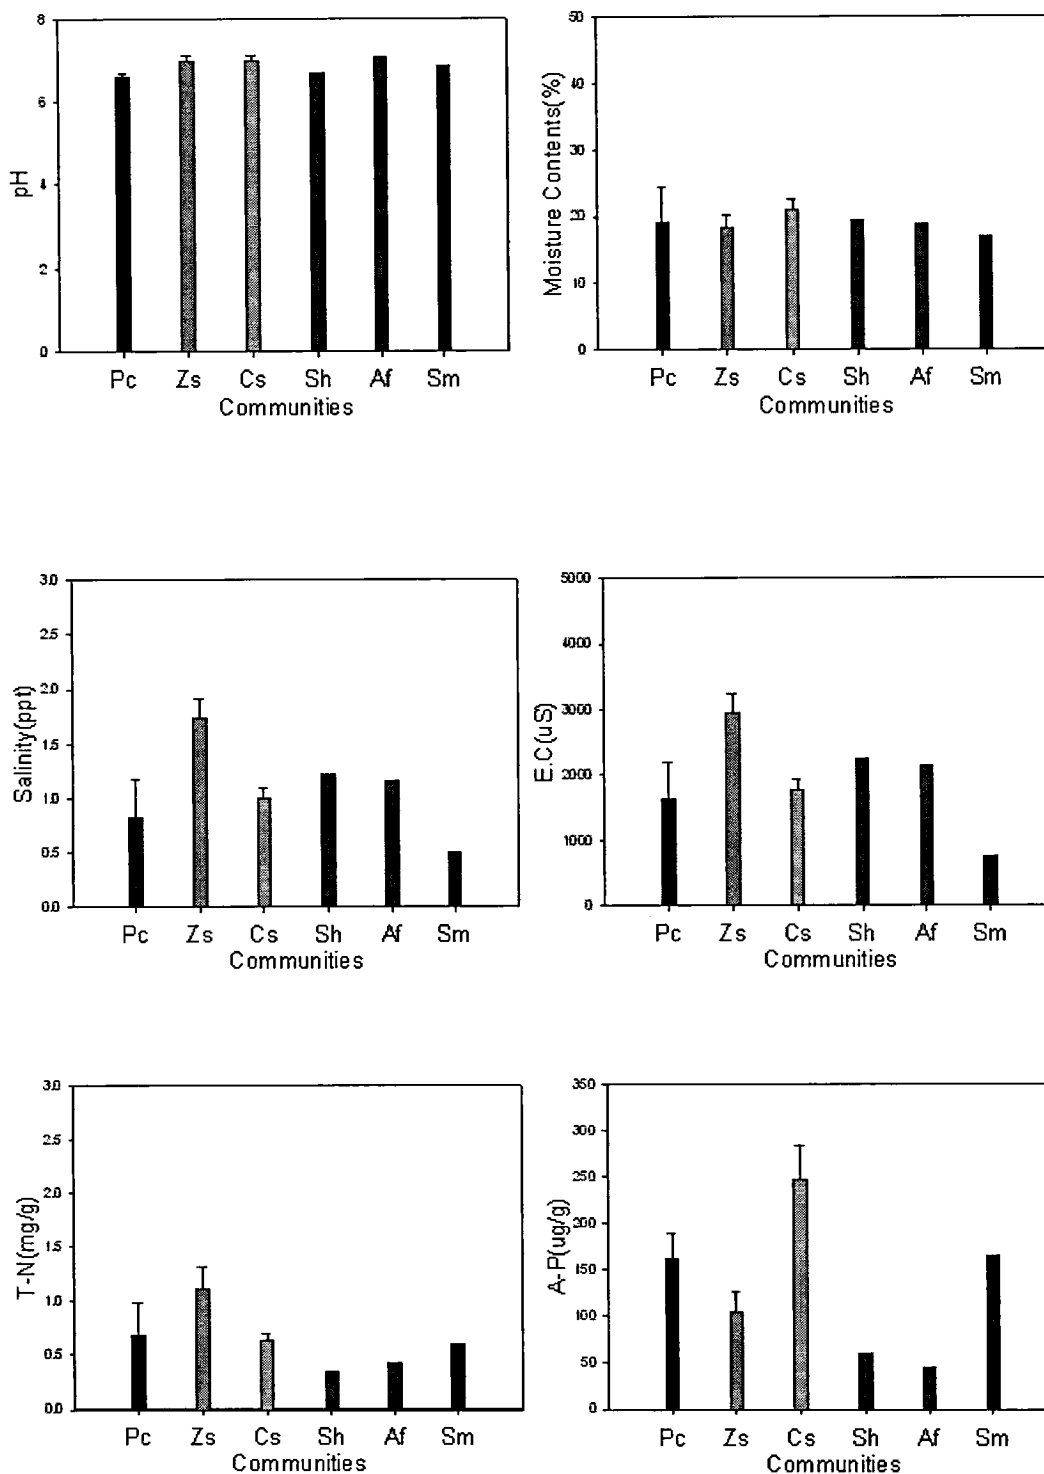 8
6
4
2
0
pH
Pc Zs Cs Sh Af Sm
Communities
50
40
30
20
10
0
Moisture Contents(%)
Pc Zs Cs Sh Af Sm
Communities
3.0
2.5
2.0
1.5
1.0
0.5
0.0
Salinity(ppt)
Pc Zs Cs Sh Af Sm
Communities
5000
4000
3000
2000
1000
0
E.C(uS)
Pc Zs Cs Sh Af Sm
Communities
3.0
2.5
2.0
1.5
1.0
0.5
0.0
T-N(mg/g)
Pc Zs Cs Sh Af Sm
Communities
350
300
250
200
150
100
50
0
A-P(ug/g)
Pc Zs Cs Sh Af Sm
Communities